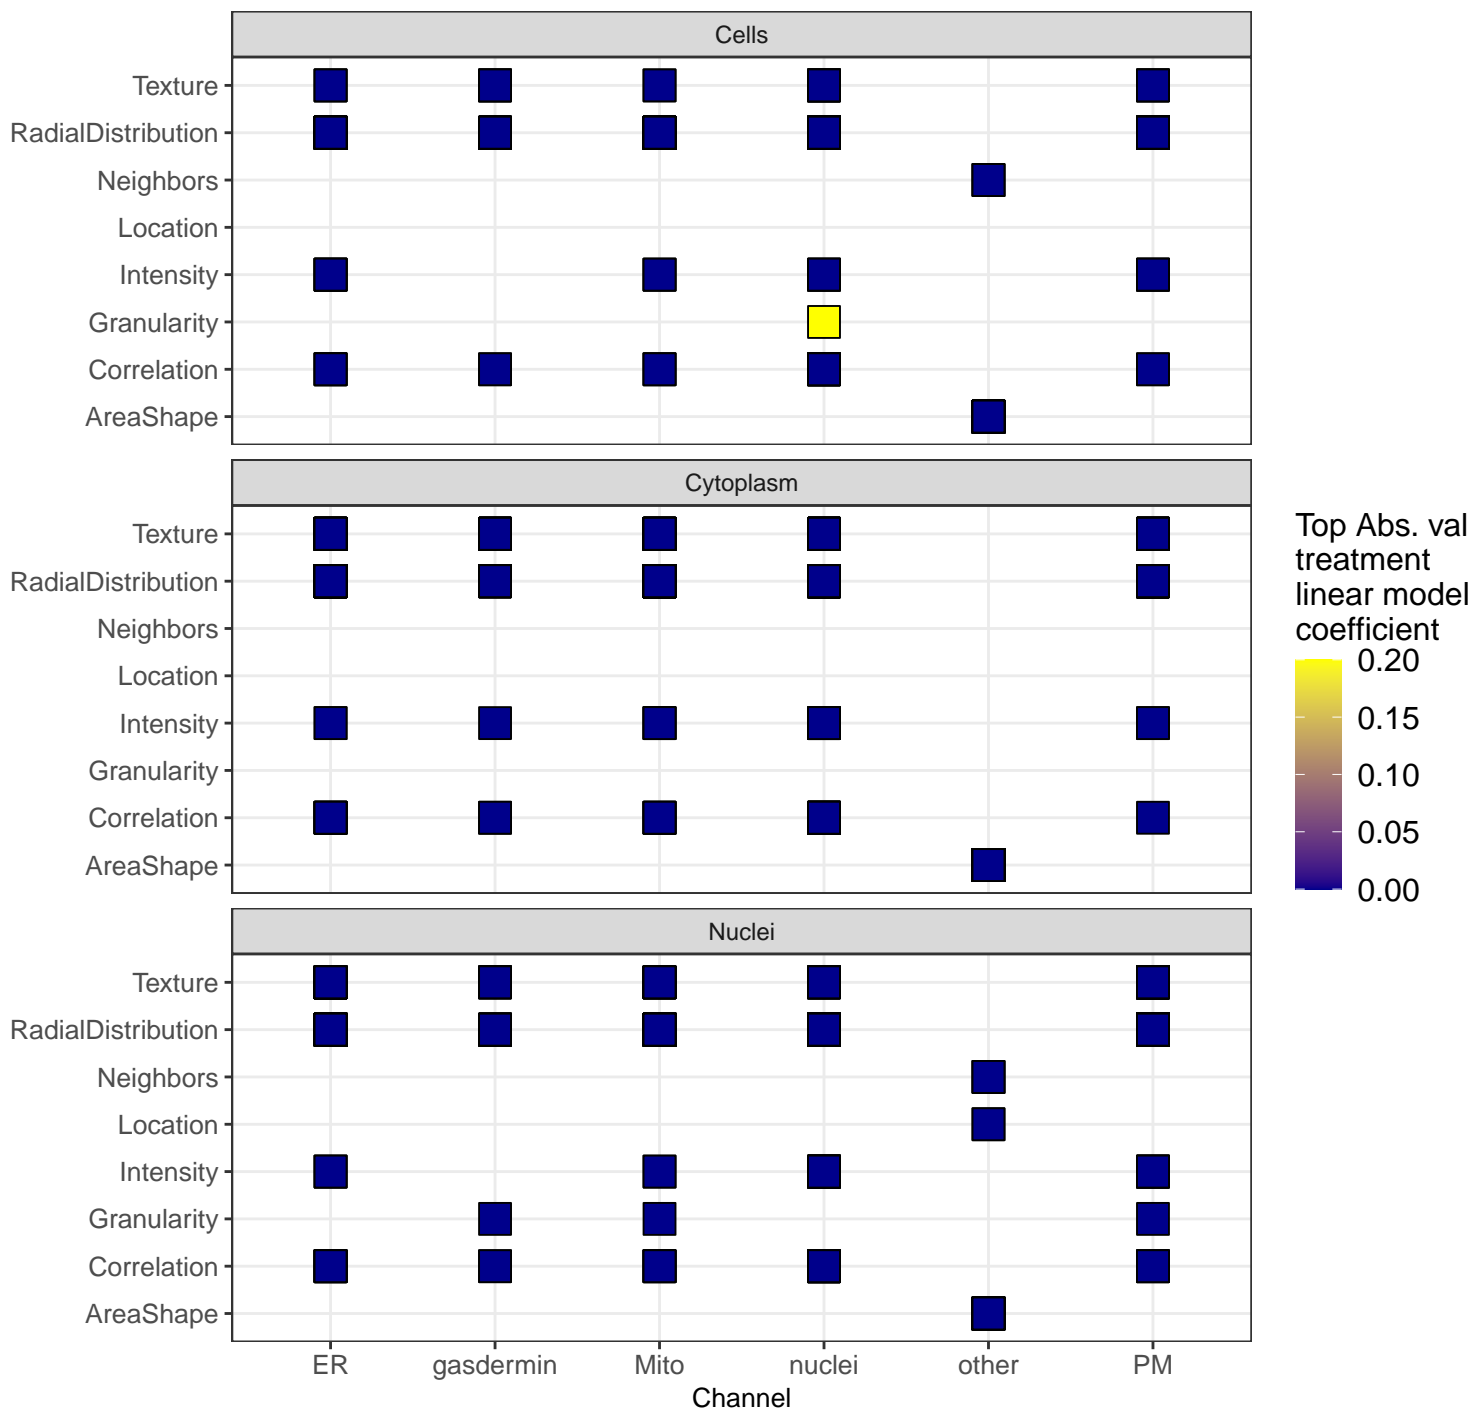 Cells
Texture
RadialDistribution
Neighbors
Location
Intensity
Granularity
Correlation
AreaShape
Cytoplasm
Texture
RadialDistribution
Neighbors
Location
Intensity
Granularity
Correlation
AreaShape
Nuclei
Texture
RadialDistribution
Neighbors
Location
Intensity
Granularity
Correlation
AreaShape
ER gasdermin Mito nuclei other PM
Channel
Top Abs. val
treatment
linear model
coefficient
0.20
0.15
0.10
0.05
0.00